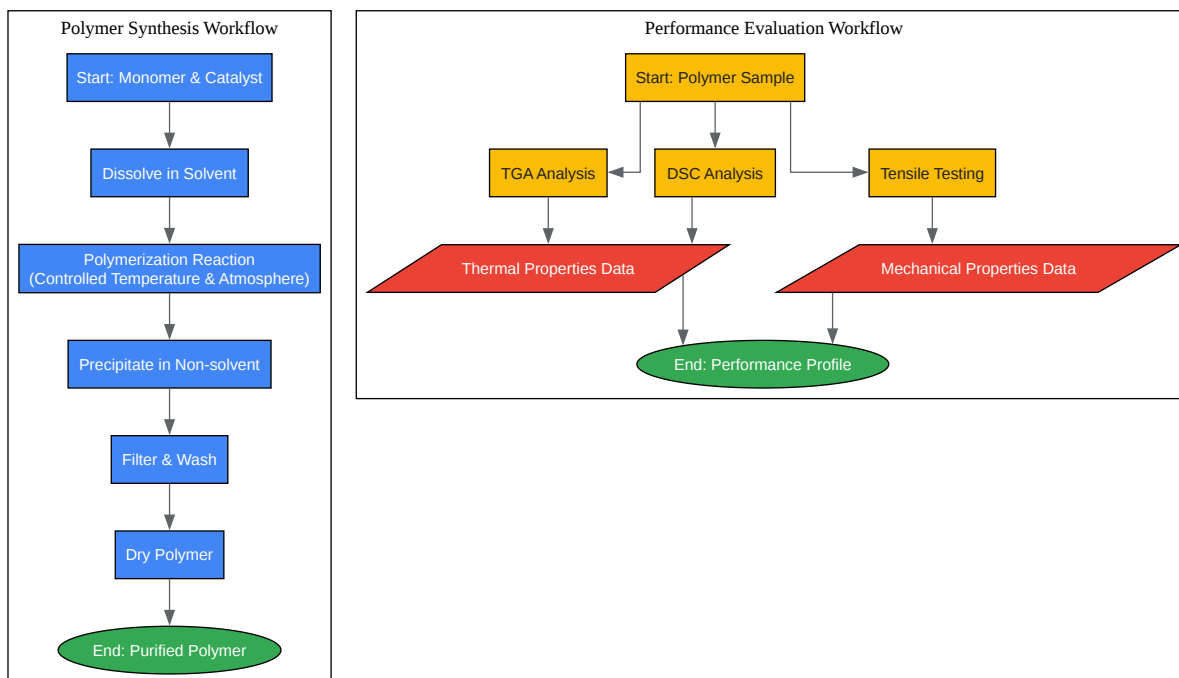 Polymer Synthesis Workflow
Start: Monomer & Catalyst
Dissolve in Solvent
Polymerization Reaction
(Controlled Temperature & Atmosphere)
Precipitate in Non-solvent
Filter & Wash
Dry Polymer
End: Purified Polymer
Performance Evaluation Workflow
Start: Polymer Sample
TGA Analysis
DSC Analysis
Tensile Testing
Thermal Properties Data
Mechanical Properties Data
End: Performance Profile